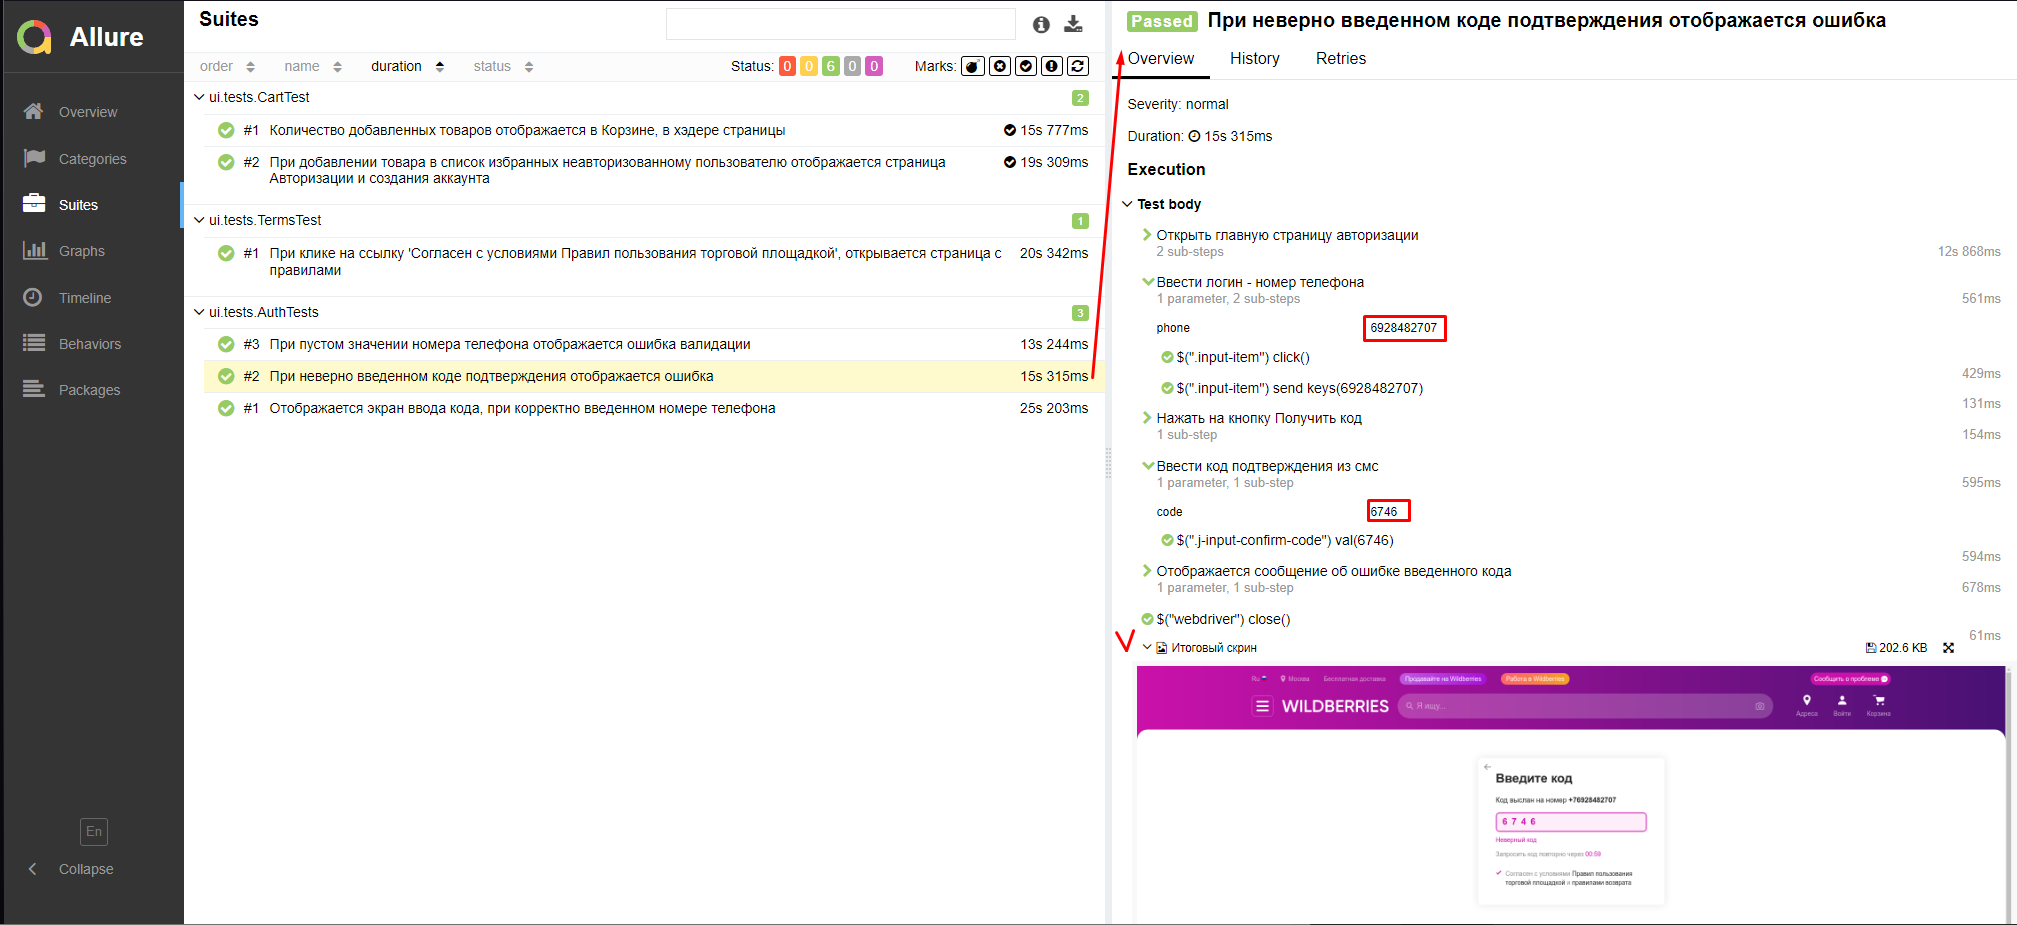 Allure
Overview
Categories
Suites
Graphs
Timeline
Behaviors
Packages
En
Collapse
Suites
order name duration status Status: 0 0 6 0 0 Marks:
ui.tests.CartTest 2
#1 Количество добавленных товаров отображается в Корзине, в хэдере страницы 15s 777ms
#2 При добавлении товара в список избранных неавторизованному пользователю отображается страница 19s 309ms
Авторизации и создания аккаунта
ui.tests.TermsTest 1
#1 При клике на ссылку 'Согласен с условиями Правил пользования торговой площадкой', открывается страница с 20s 342ms
правилами
ui.tests.AuthTests 3
#3 При пустом значении номера телефона отображается ошибка валидации 13s 244ms
#2 При неверно введенном коде подтверждения отображается ошибка 15s 315ms
#1 Отображается экран ввода кода, при корректно введенном номере телефона 25s 203ms
Passed При неверно введенном коде подтверждения отображается ошибка
Overview History Retries
Severity: normal
Duration: 15s 315ms
Execution
Test body
Открыть главную страницу авторизации
2 sub-steps 12s 868ms
Ввести логин - номер телефона
1 parameter, 2 sub-steps 561ms
phone 6928482707
$(".input-item") click()
429ms
$(".input-item") send keys(6928482707)
131ms
Нажать на кнопку Получить код
1 sub-step 154ms
Ввести код подтверждения из смс
1 parameter, 1 sub-step 595ms
code 6746
$(".j-input-confirm-code") val(6746)
594ms
Отображается сообщение об ошибке введенного кода
1 parameter, 1 sub-step 678ms
$("webdriver") close()
61ms
Итоговый скрин 202.6 KB
Ru Москва Бесплатная доставка Продавайте на Wildberries Работа в Wildberries Сообщить о проблеме
WILDBERRIES Я ищу... Адреса Войти Корзина
Введите код
Код выслан на номер +76928482707
6 7 4 6
Неверный код
Запросить код повторно через 00:59
Согласен с условиями Правил пользования
торговой площадкой и правилами возврата